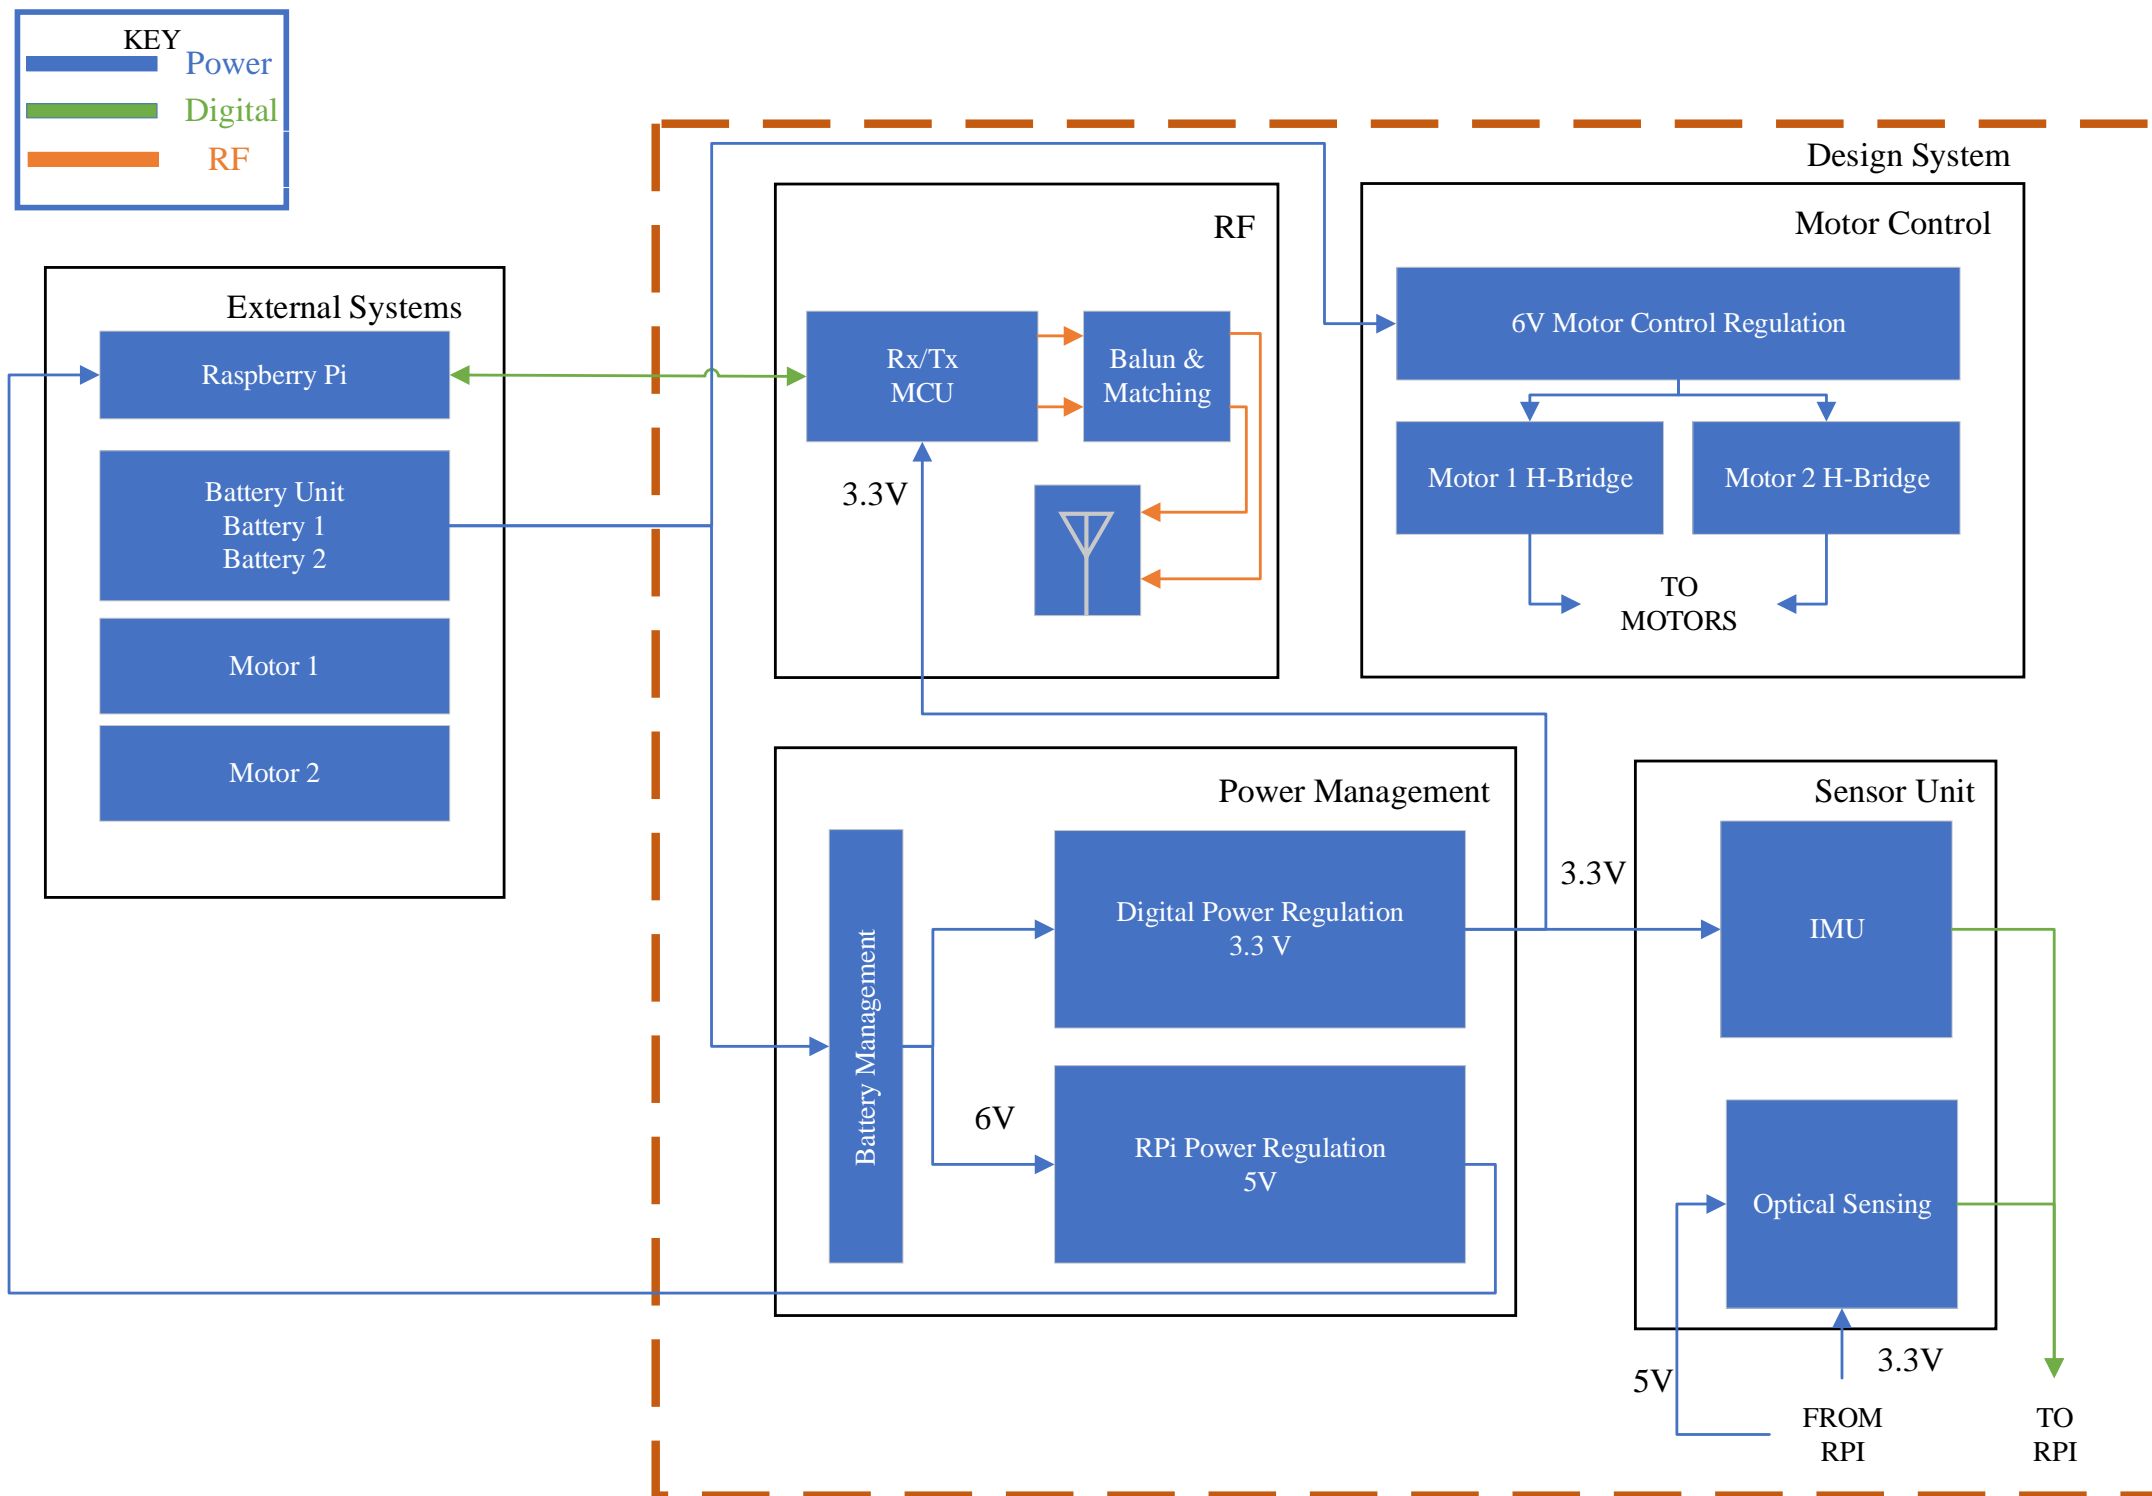 KEY
Power
Digital
RF
Design System
External Systems
Raspberry Pi
Battery Unit
Battery 1
Battery 2
Motor 1
Motor 2
RF
Rx/Tx
MCU
Balun &
Matching
3.3V
Motor Control
6V Motor Control Regulation
Motor 1 H-Bridge
Motor 2 H-Bridge
TO
MOTORS
Power Management
Battery Management
Digital Power Regulation
3.3 V
6V
RPi Power Regulation
5V
3.3V
Sensor Unit
IMU
Optical Sensing
5V
3.3V
FROM
RPI
TO
RPI